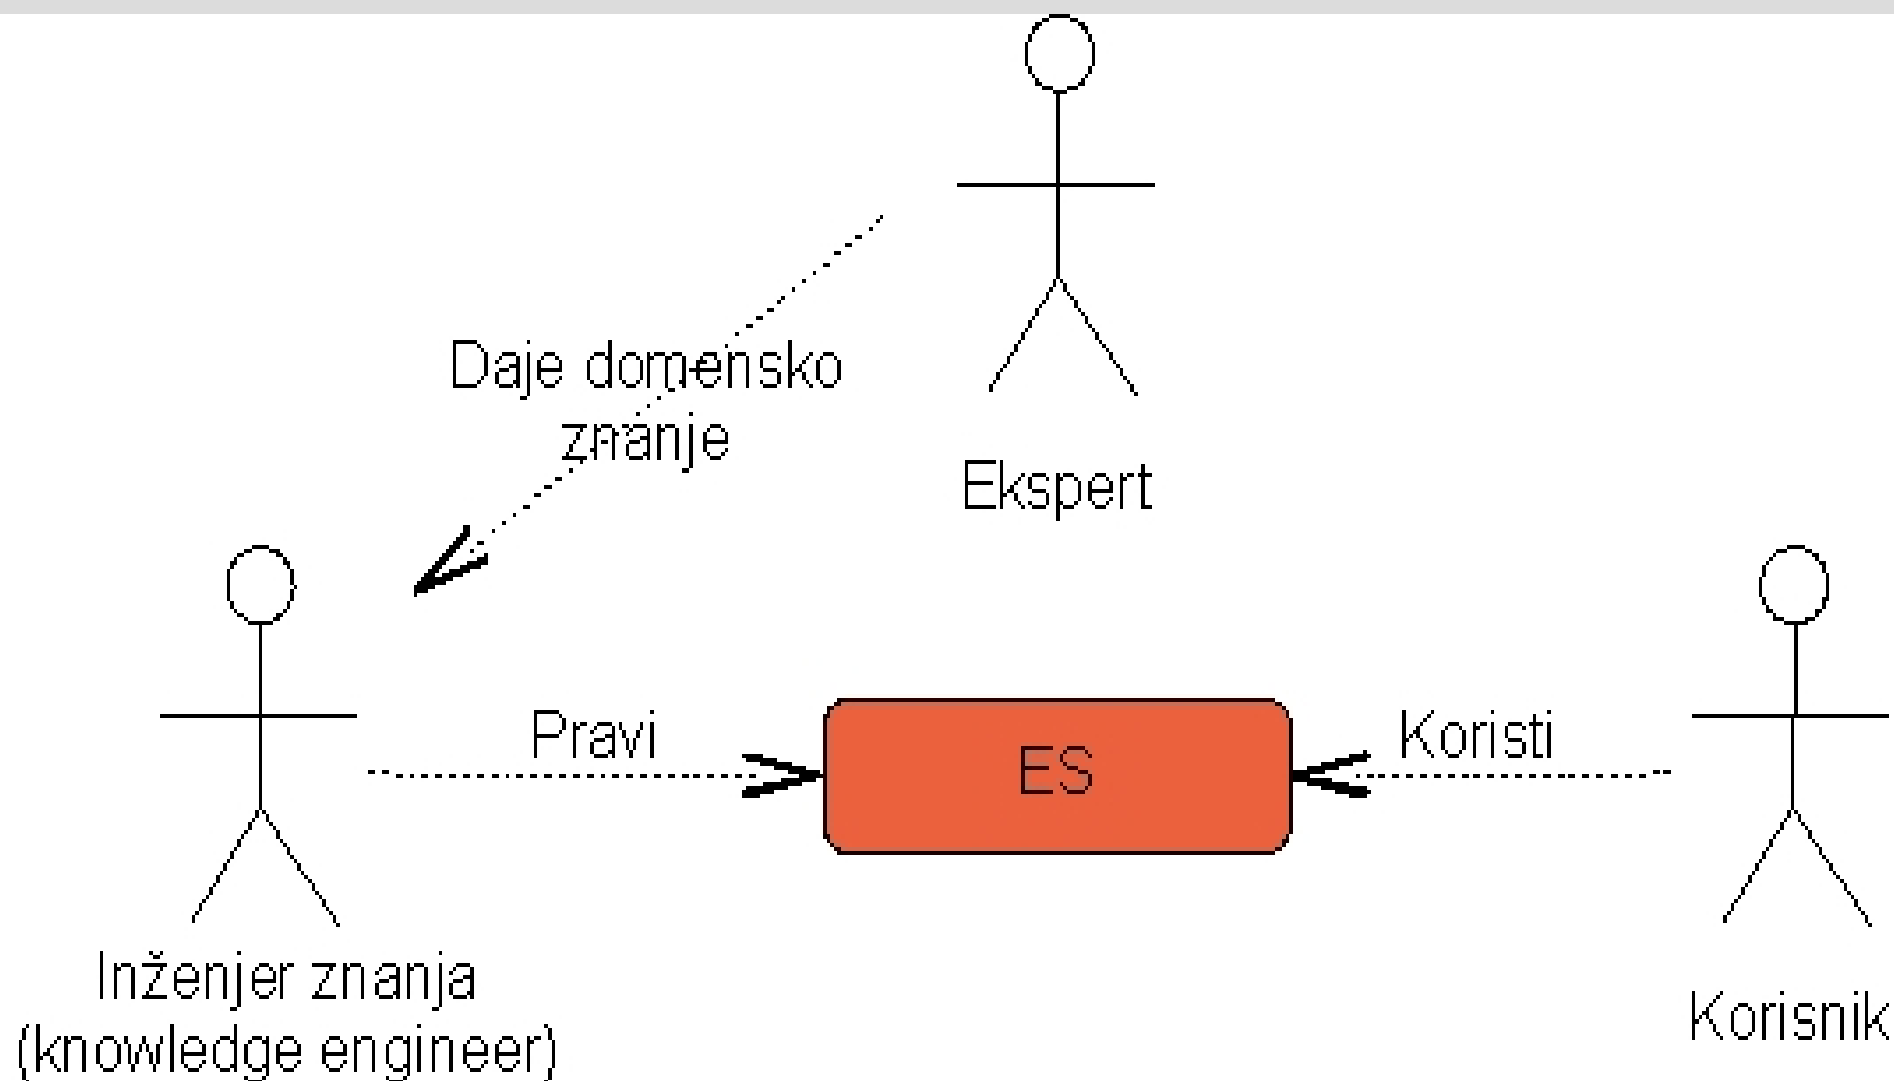 Daje domensko
znanje
Ekspert
Pravi
ES
Koristi
Inženjer znanja
(knowledge engineer)
Korisnik